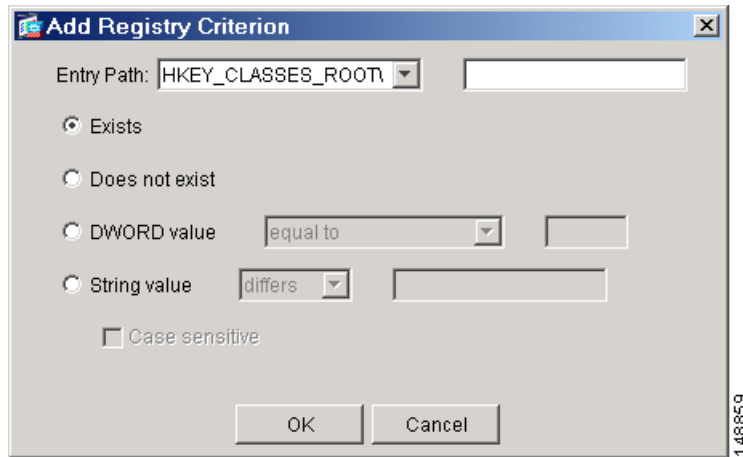 Add Registry Criterion
Entry Path: HKEY_CLASSES_ROOT\
Exists
Does not exist
DWORD value equal to
String value differs
Case sensitive
OK Cancel
148859